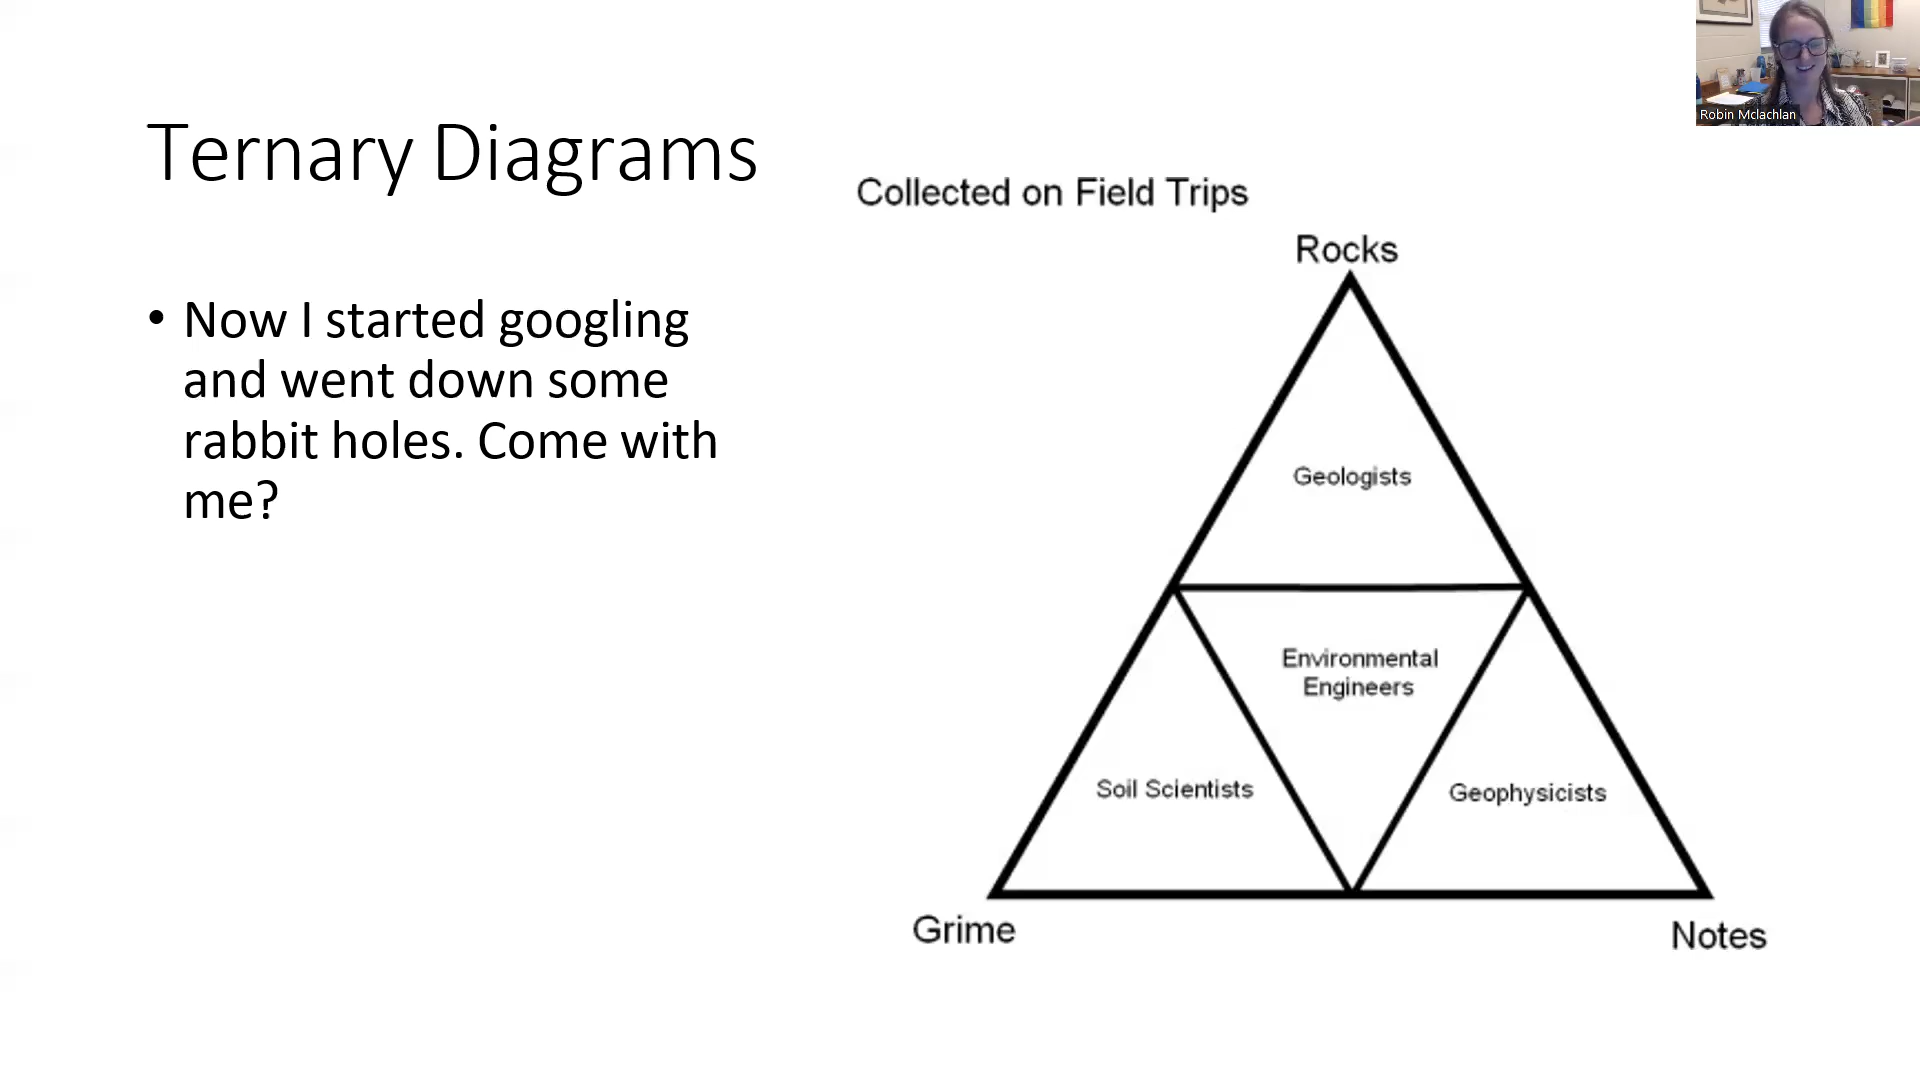 Ternary Diagrams
• Now I started googling
and went down some
rabbit holes. Come with
me?
Collected on Field Trips
Rocks
Geologists
Environmental
Engineers
Soil Scientists
Geophysicists
Grime
Notes
Robin Mclachlan